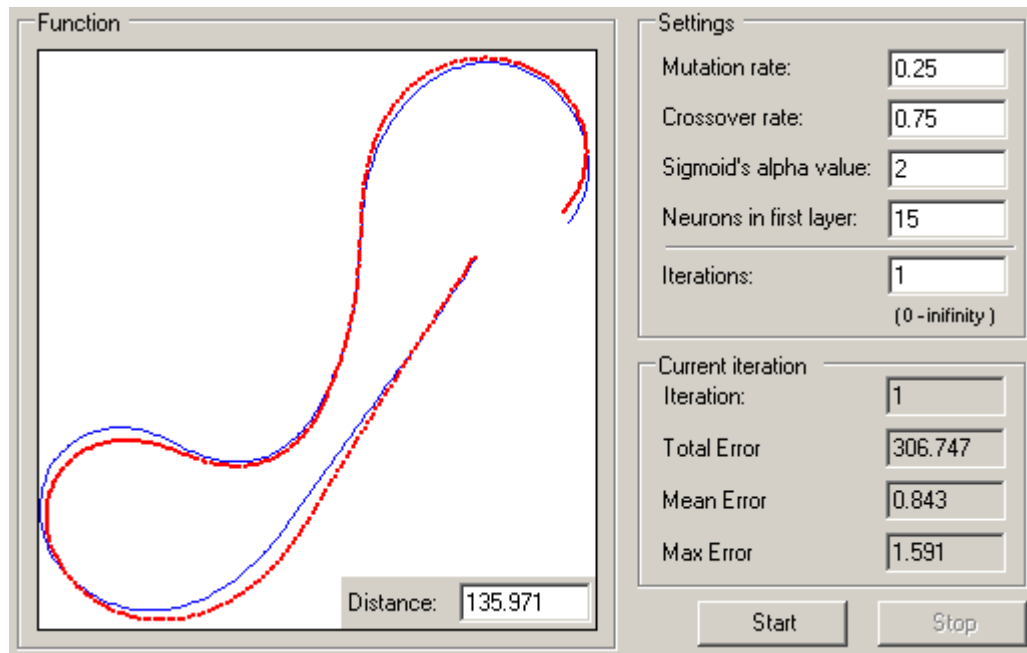 Function
Distance: 135.971
Settings
Mutation rate: 0.25
Crossover rate: 0.75
Sigmoid's alpha value: 2
Neurons in first layer: 15
Iterations: 1
( 0 - inifinity )
Current iteration
Iteration: 1
Total Error 306.747
Mean Error 0.843
Max Error 1.591
Start Stop